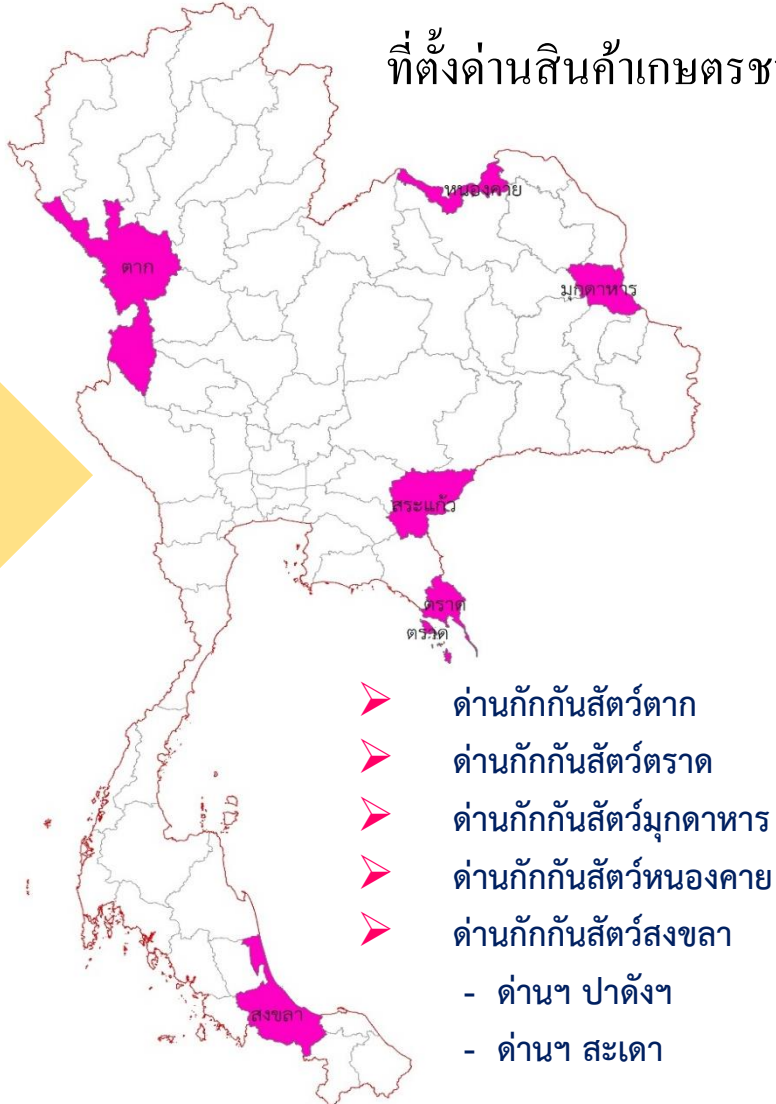 ที่ตั้งด่านสินค้าเกษตรชา
หนองคาย
ตาก
มุกดาหาร
สระแก้ว
ตราด
ตราด
ด่านกักกันสัตว์ตาก
ด่านกักกันสัตว์ตราด
ด่านกักกันสัตว์มุกดาหาร
ด่านกักกันสัตว์หนองคาย
ด่านกักกันสัตว์สงขลา
- ด่านฯ ปาดังฯ
- ด่านฯ สะเดา
สงขลา